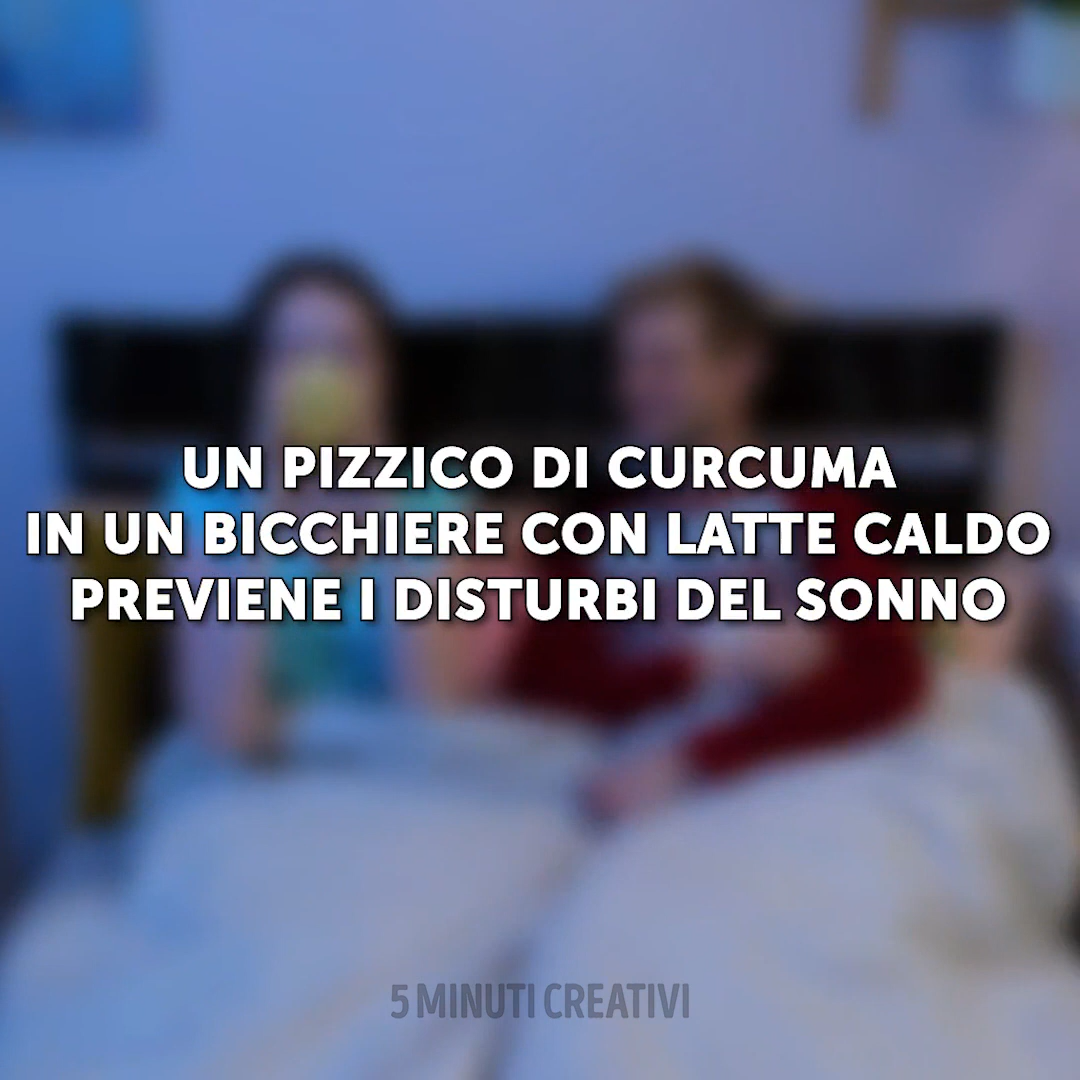 UN PIZZICO DI CURCUMA
IN UN BICCHIERE CON LATTE CALDO
PREVIENE I DISTURBI DEL SONNO
5 MINUTI CREATIVI